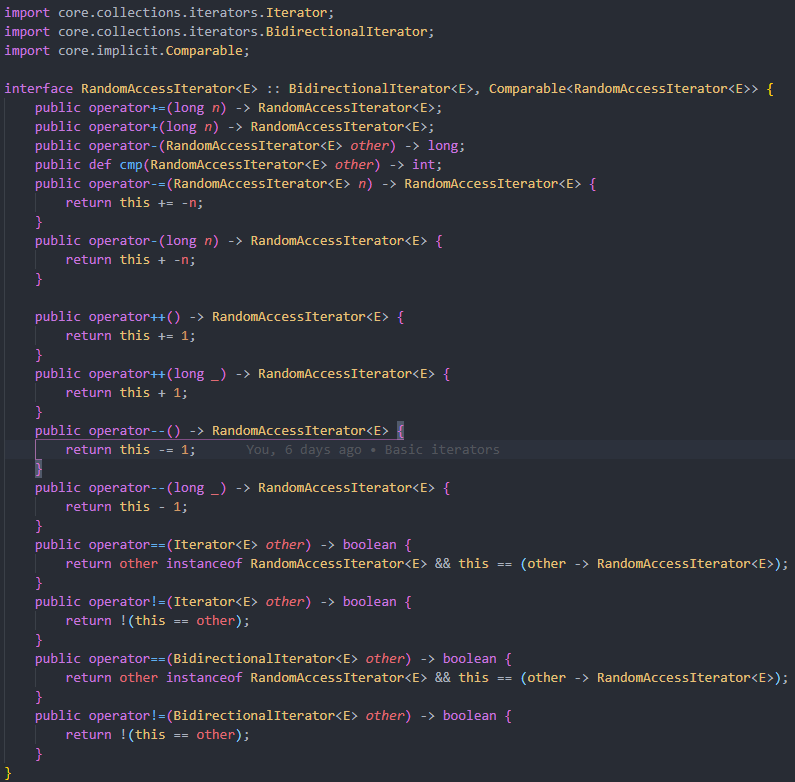 import core.collections.iterators.Iterator;
import core.collections.iterators.BidirectionalIterator;
import core.implicit.Comparable;

interface RandomAccessIterator<E> :: BidirectionalIterator<E>, Comparable<RandomAccessIterator<E>> {
    public operator+=(long n) -> RandomAccessIterator<E>;
    public operator+(long n) -> RandomAccessIterator<E>;
    public operator-(RandomAccessIterator<E> other) -> long;
    public def cmp(RandomAccessIterator<E> other) -> int;
    public operator-=(RandomAccessIterator<E> n) -> RandomAccessIterator<E> {
        return this += -n;
    }
    public operator-(long n) -> RandomAccessIterator<E> {
        return this + -n;
    }

    public operator++() -> RandomAccessIterator<E> {
        return this += 1;
    }
    public operator++(long _) -> RandomAccessIterator<E> {
        return this + 1;
    }
    public operator--() -> RandomAccessIterator<E> {
        return this -= 1;      You, 6 days ago • Basic iterators
    }
    public operator--(long _) -> RandomAccessIterator<E> {
        return this - 1;
    }
    public operator==(Iterator<E> other) -> boolean {
        return other instanceof RandomAccessIterator<E> && this == (other -> RandomAccessIterator<E>);
    }
    public operator!=(Iterator<E> other) -> boolean {
        return !(this == other);
    }
    public operator==(BidirectionalIterator<E> other) -> boolean {
        return other instanceof RandomAccessIterator<E> && this == (other -> RandomAccessIterator<E>);
    }
    public operator!=(BidirectionalIterator<E> other) -> boolean {
        return !(this == other);
    }
}